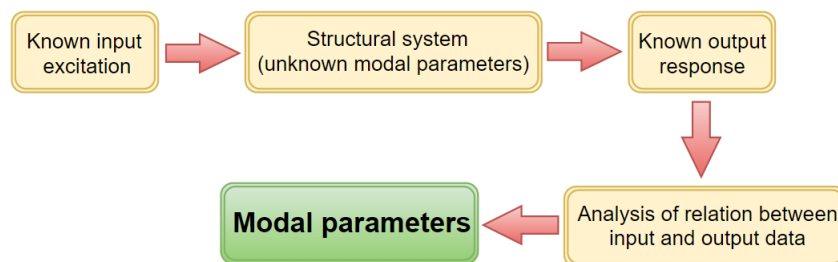 Known input
excitation
Structural system
(unknown modal parameters)
Known output
response
Analysis of relation between
input and output data
Modal parameters